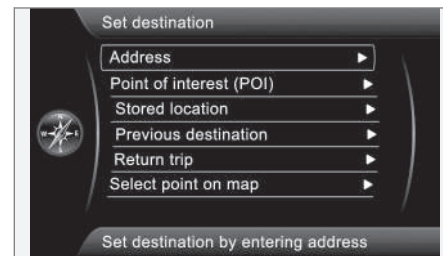 Set destination
Address
Point of interest (POI)
Stored location
Previous destination
Return trip
Select point on map
W E
Set destination by entering address